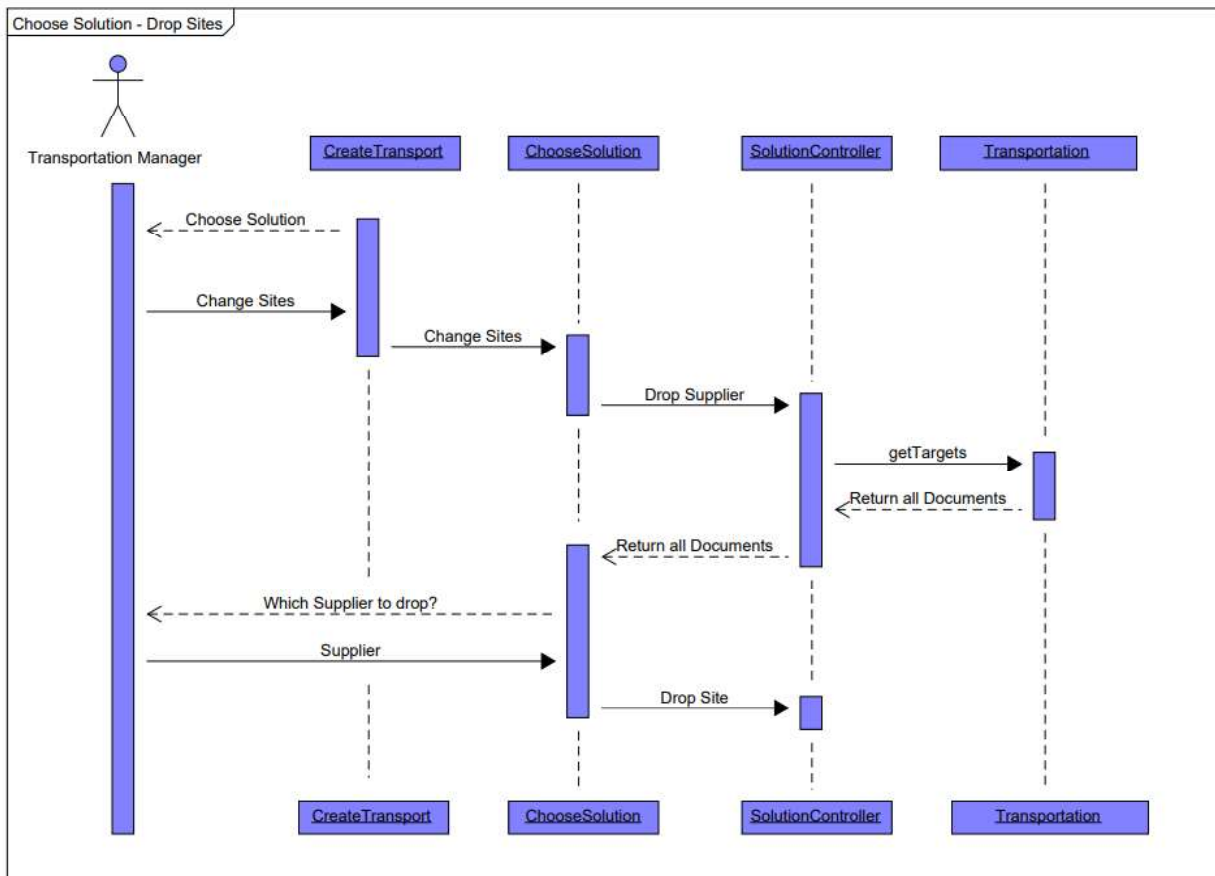 Choose Solution - Drop Sites
Transportation Manager
CreateTransport
ChooseSolution
SolutionController
Transportation
Choose Solution
Change Sites
Change Sites
Drop Supplier
getTargets
Return all Documents
Return all Documents
Which Supplier to drop?
Supplier
Drop Site
CreateTransport
ChooseSolution
SolutionController
Transportation